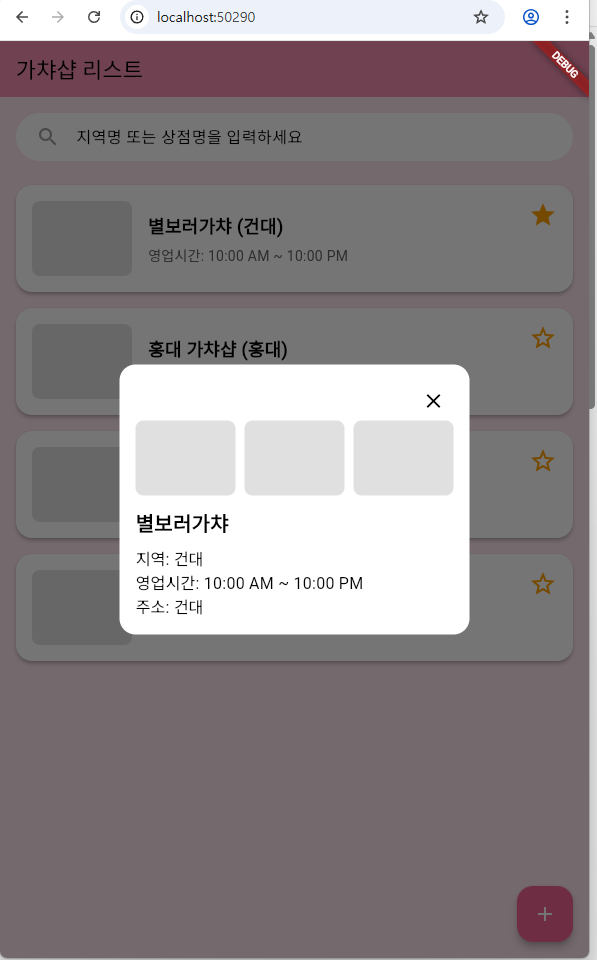 localhost:50290
가챠샵 리스트
DEBUG
지역명 또는 상점명을 입력하세요
별보러가챠 (건대)
영업시간: 10:00 AM ~ 10:00 PM
홍대 가챠샵 (홍대)
별보러가챠
지역: 건대
영업시간: 10:00 AM ~ 10:00 PM
주소: 건대